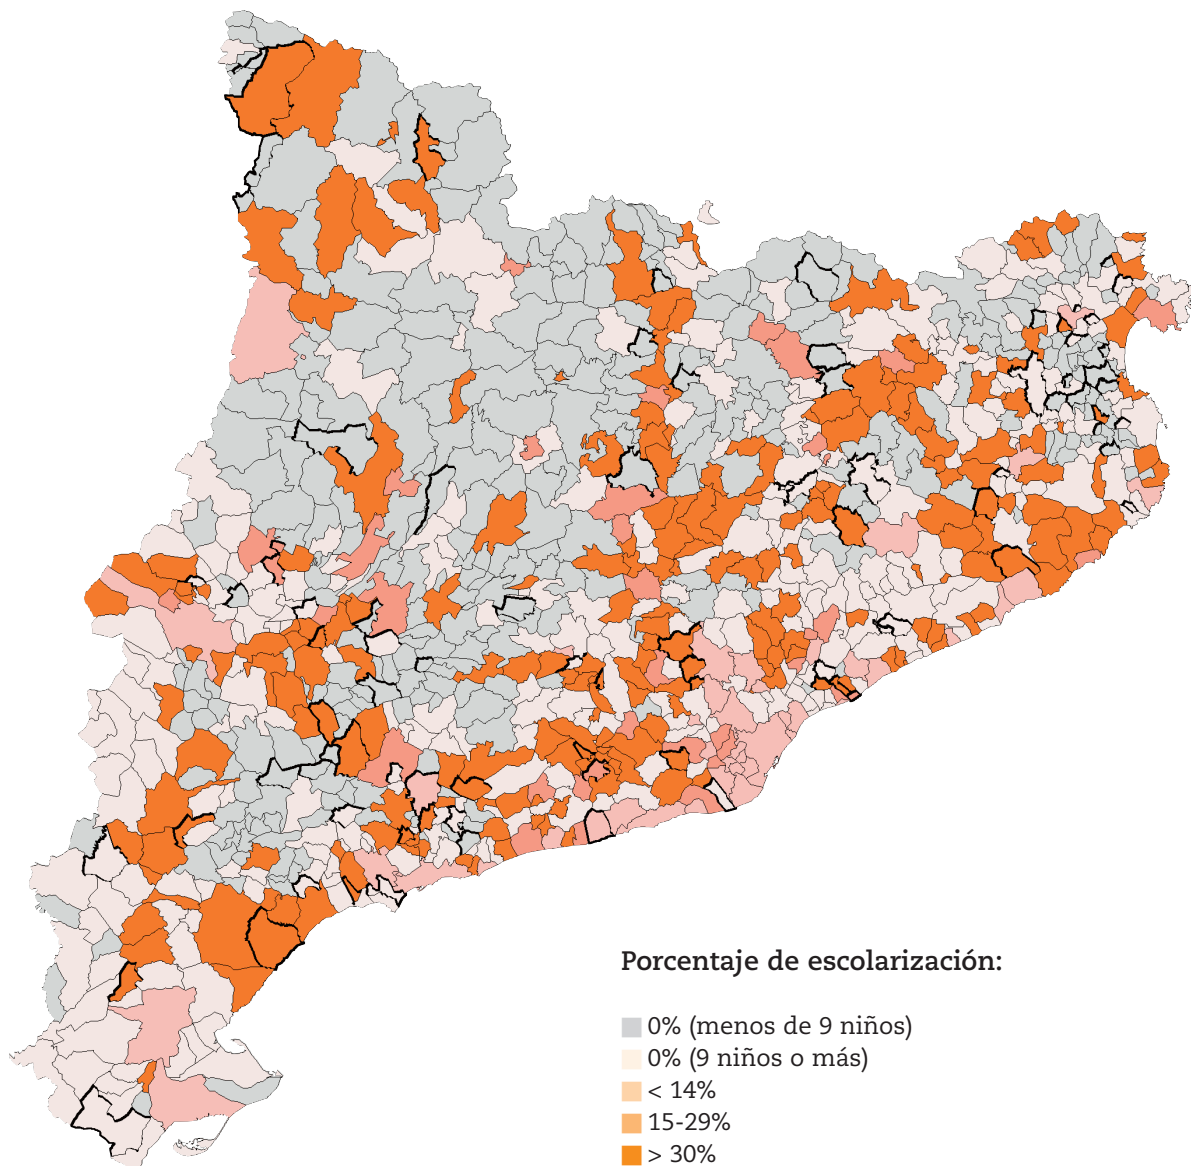 Porcentaje de escolarización:
0% (menos de 9 niños)
0% (9 niños o más)
< 14%
15-29%
> 30%